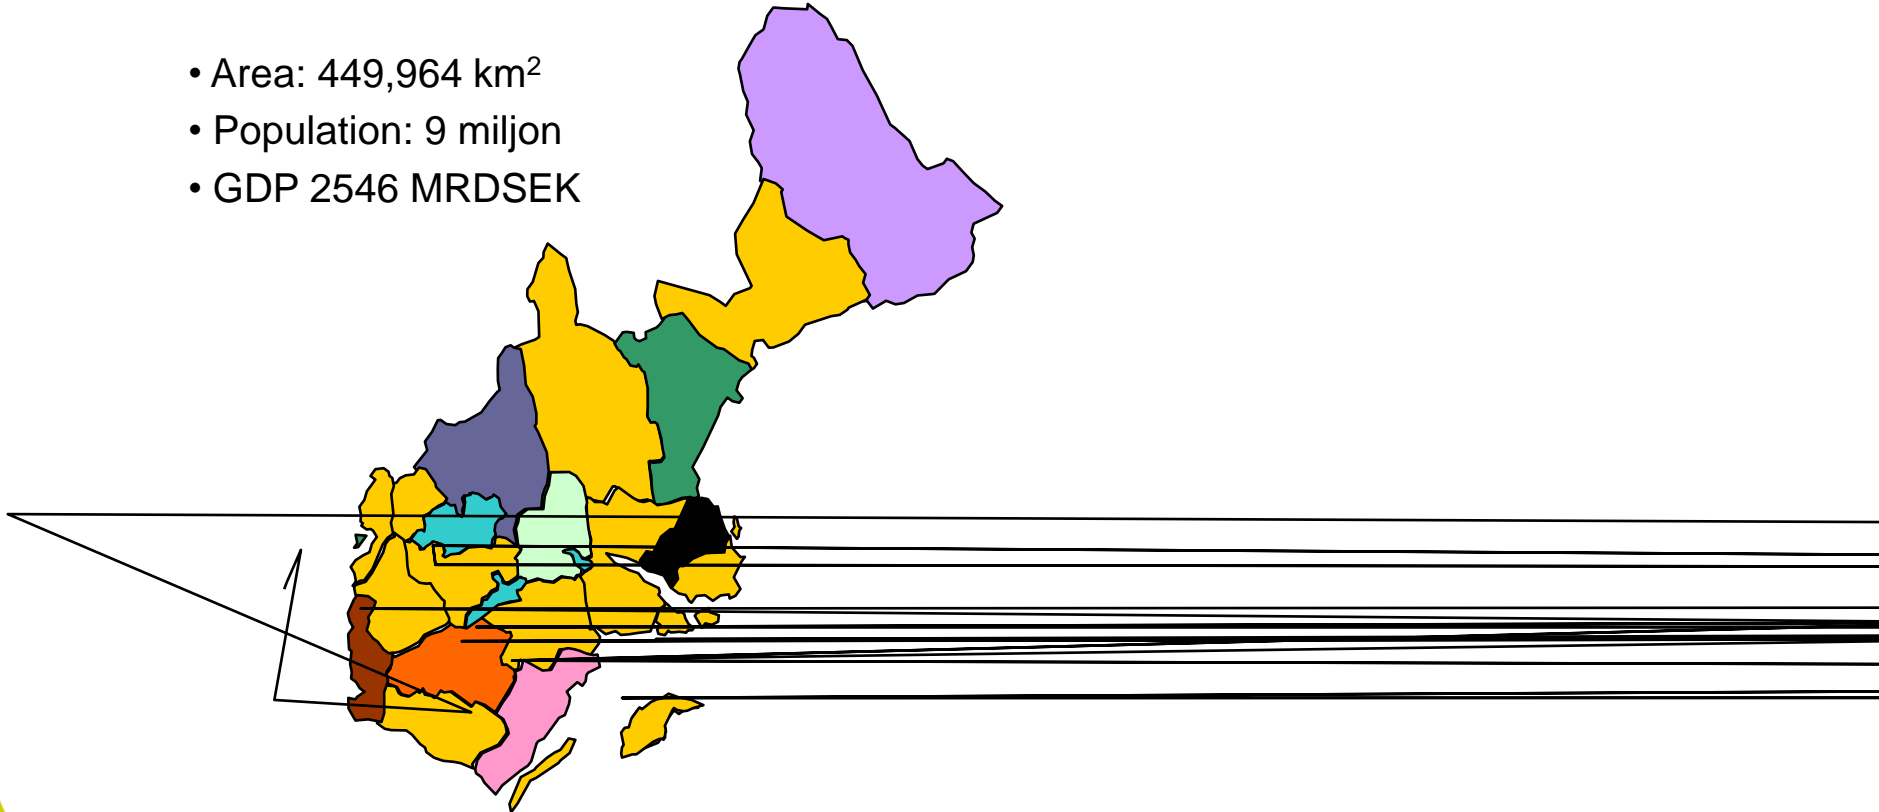 • Area: 449,964 km²
• Population: 9 miljon
• GDP 2546 MRDSEK